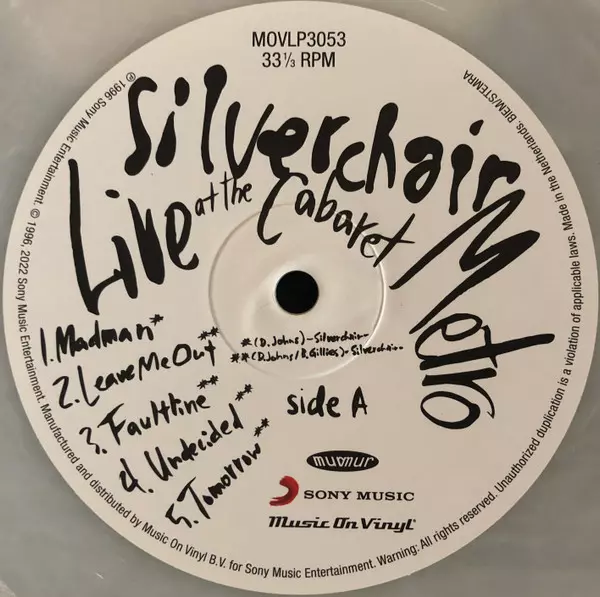 MOVLP3053
33⅓ RPM
silverchair
Live at the Cabaret Metro
1. Madman*
2. Leave Me Out**
3. Faultline**
4. Undecided**
5. Tomorrow**
*(D.Johns)-Silverchair-
**(D.Johns/B.Gillies)-Silverchair-
side A
murmur
SONY MUSIC
Music On Vinyl®
℗ 1996 Sony Music Entertainment. © 1996, 2022 Sony Music Entertainment. Manufactured and distributed by Music On Vinyl B.V. for Sony Music Entertainment. Warning: All rights reserved. Unauthorized duplication is a violation of applicable laws. Made in the Netherlands. BIEM/STEMRA